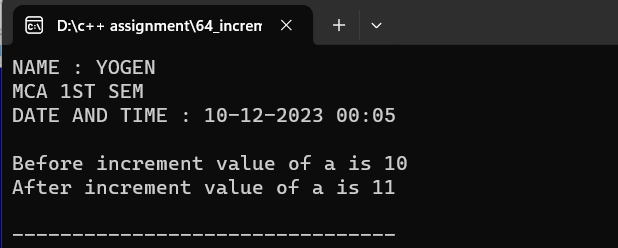 D:\c++ assignment\64_increm
NAME : YOGEN
MCA 1ST SEM
DATE AND TIME : 10-12-2023 00:05
Before increment value of a is 10
After increment value of a is 11
--------------------------------